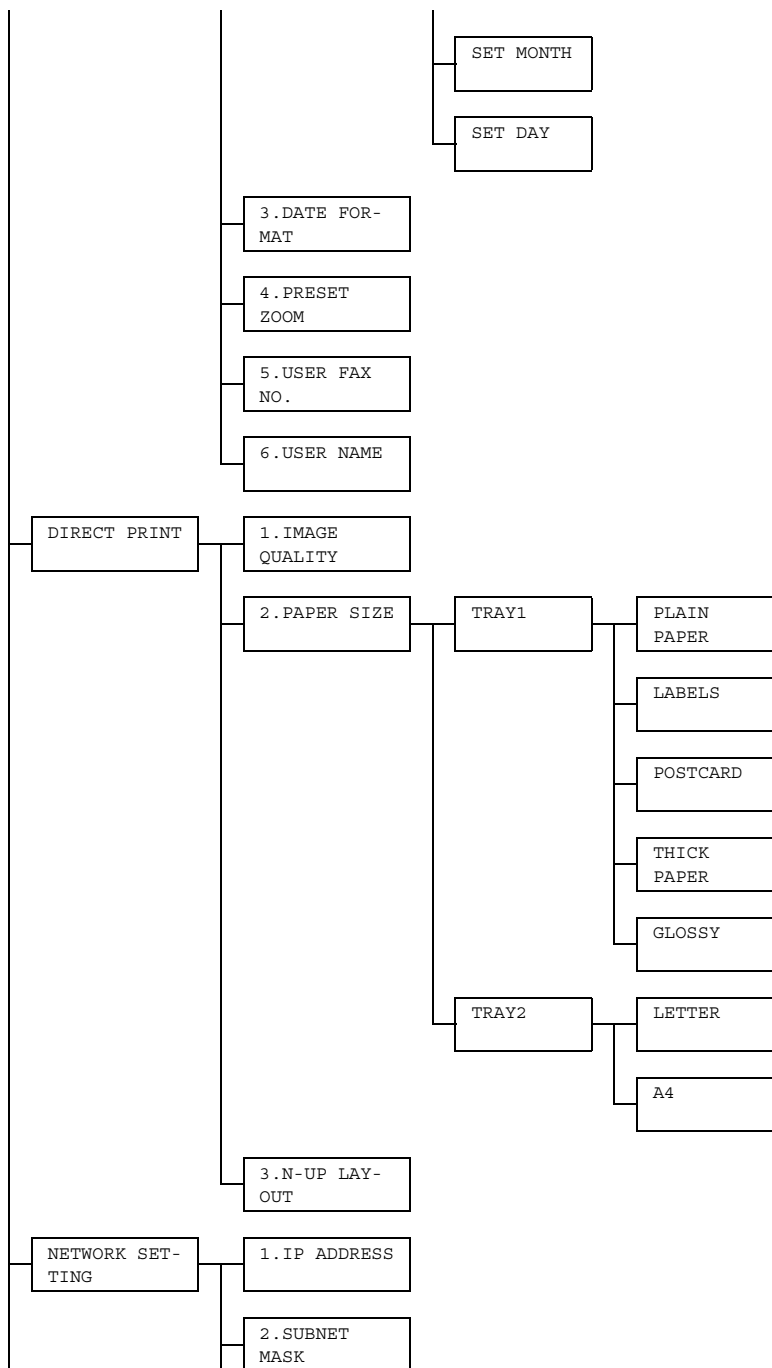 SET MONTH
SET DAY
3.DATE FOR-
MAT
4.PRESET
ZOOM
5.USER FAX
NO.
6.USER NAME
DIRECT PRINT
1.IMAGE
QUALITY
2.PAPER SIZE
TRAY1
PLAIN
PAPER
LABELS
POSTCARD
THICK
PAPER
GLOSSY
TRAY2
LETTER
A4
3.N-UP LAY-
OUT
NETWORK SET-
TING
1.IP ADDRESS
2.SUBNET
MASK